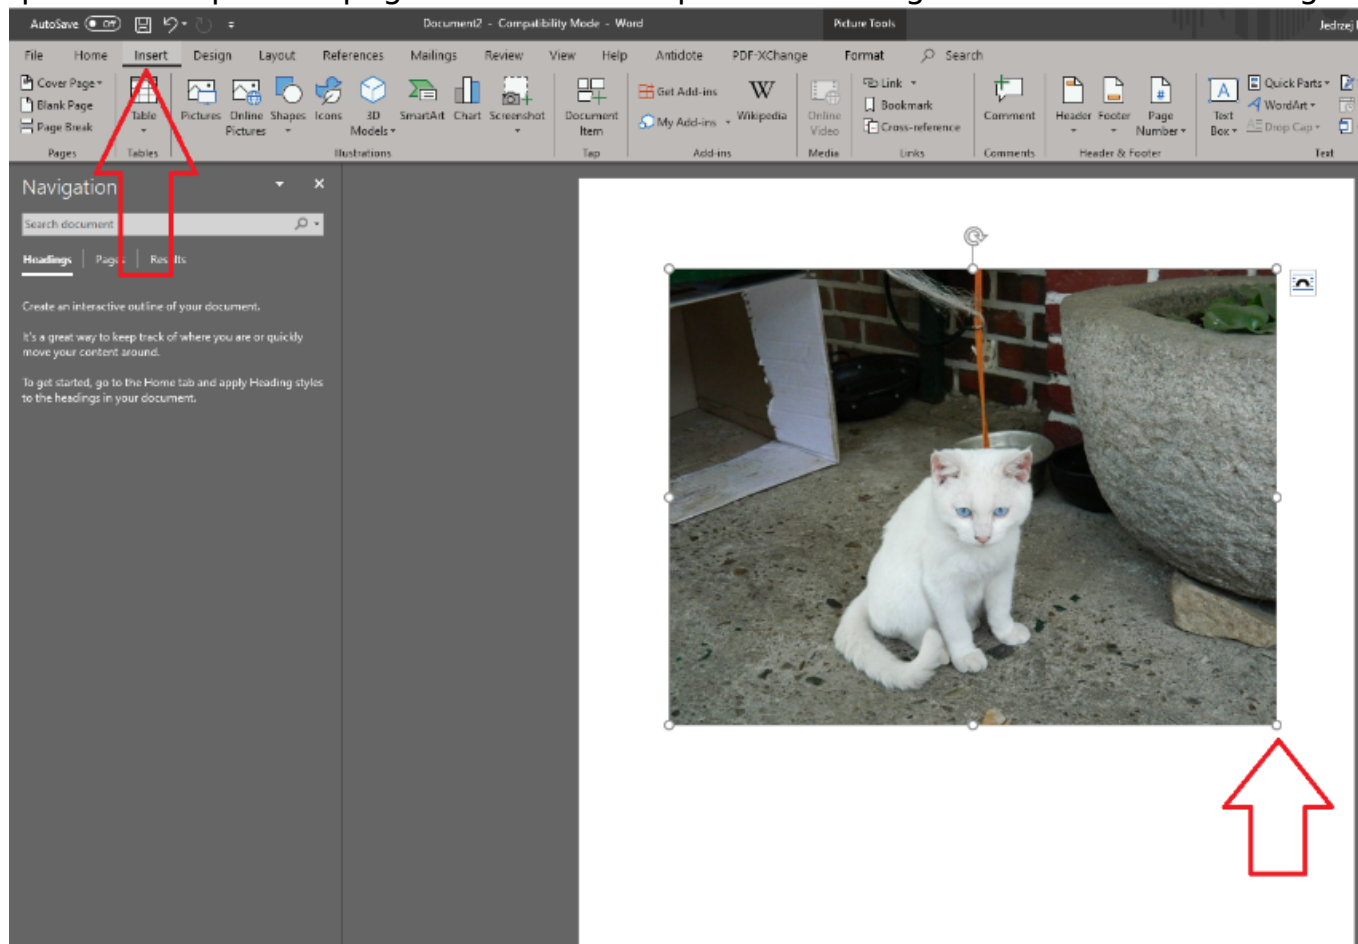 AutoSave Off Document2 - Compatibility Mode - Word Picture Tools Jedrzej
File Home Insert Design Layout References Mailings Review View Help Antidote PDF-XChange Format Search
Cover Page
Blank Page
Page Break
Pages
Table
Tables
Pictures
Online Pictures
Shapes
Icons
3D Models
SmartArt
Chart
Screenshot
Illustrations
Document Item
Tap
Get Add-ins
My Add-ins
W
Wikipedia
Add-ins
Online Video
Media
Link
Bookmark
Cross-reference
Links
Comment
Comments
Header
Footer
#
Page Number
Header & Footer
A
Text Box
Quick Parts
WordArt
Drop Cap
Text
Navigation
Search document
Headings Pages Results
Create an interactive outline of your document.
It's a great way to keep track of where you are or quickly
move your content around.
To get started, go to the Home tab and apply Heading styles
to the headings in your document.